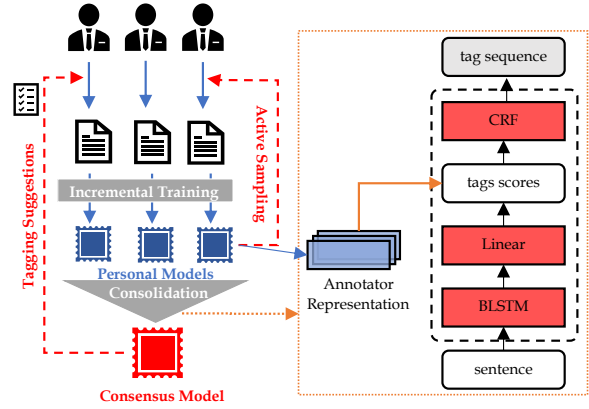 Tagging Suggestions
Active Sampling
Incremental Training
Personal Models
Consolidation
Consensus Model
Annotator
Representation
tag sequence
CRF
tags scores
Linear
BLSTM
sentence